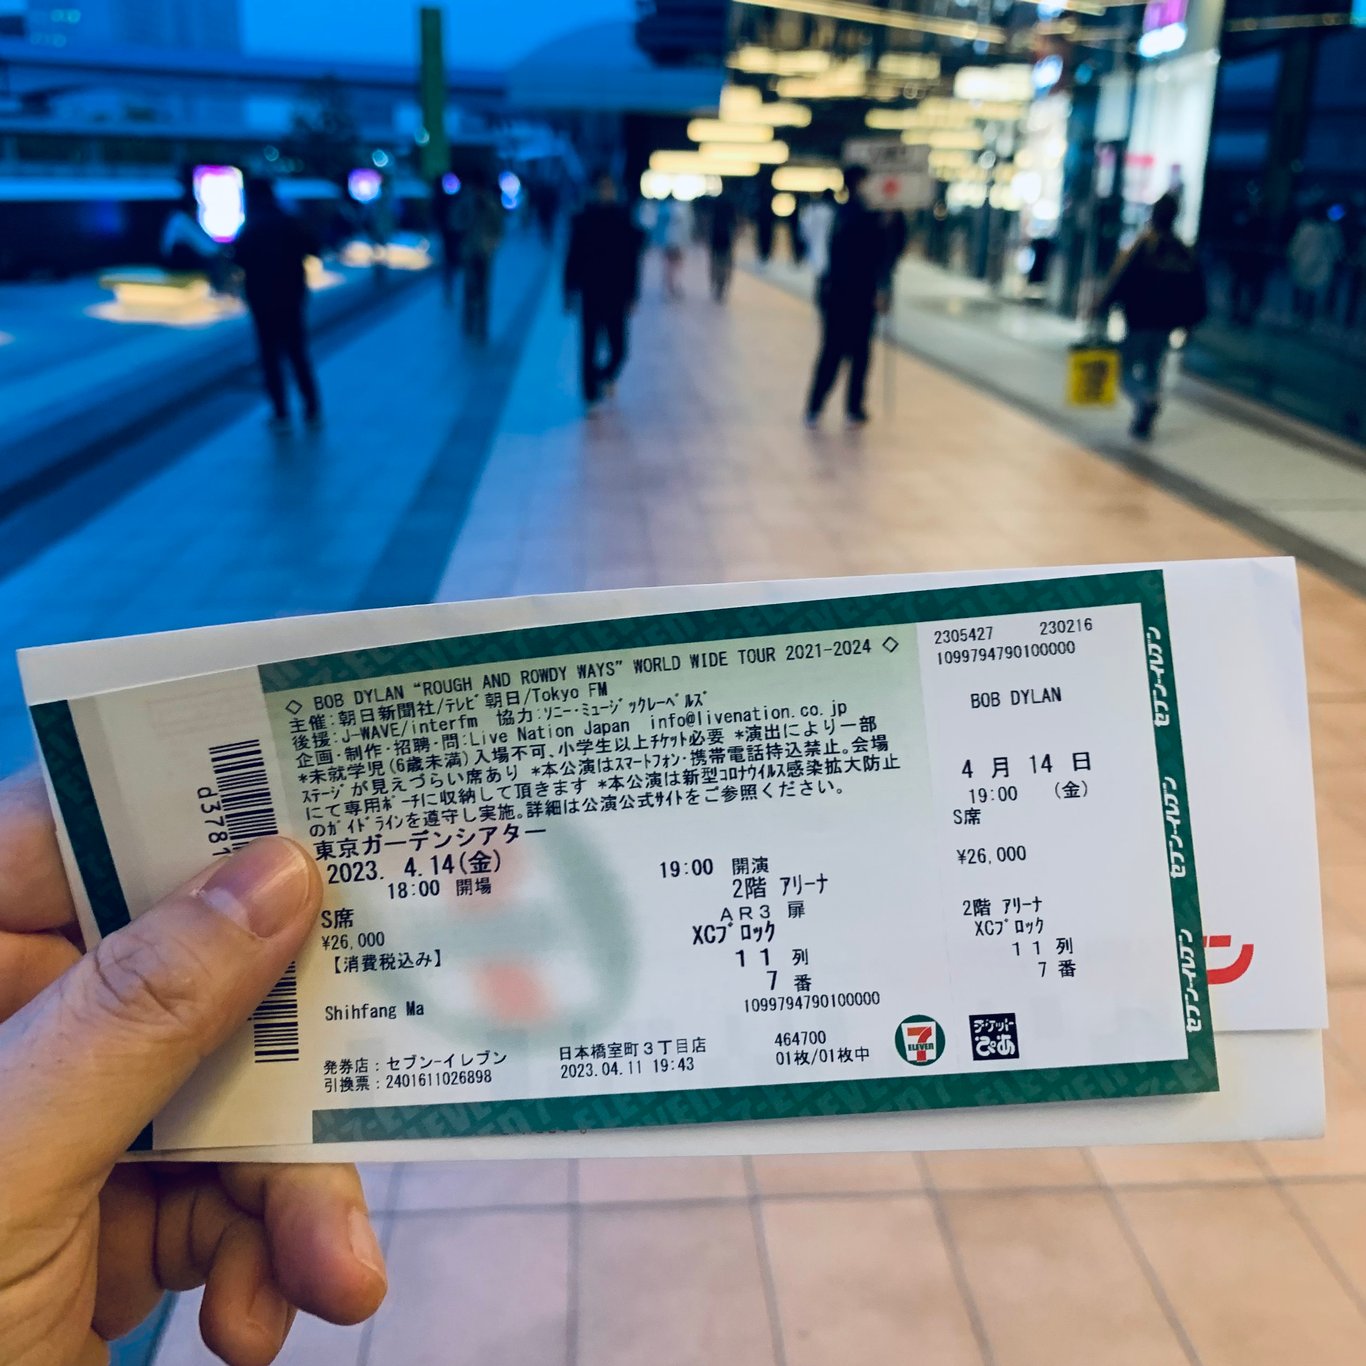 ◇ BOB DYLAN “ROUGH AND ROWDY WAYS” WORLD WIDE TOUR 2021-2024 ◇
主催:朝日新聞社/テレビ朝日/Tokyo FM
後援:J-WAVE/interfm 協力:ソニー・ミュージックレーベルズ
企画・制作・招聘・問:Live Nation Japan info@livenation.co.jp
*未就学児(6歳未満)入場不可、小学生以上チケット必要 *演出により一部
ステージが見えづらい席あり *本公演はスマートフォン・携帯電話持込禁止。会場
にて専用ポーチに収納して頂きます *本公演は新型コロナウイルス感染拡大防止
のガイドラインを遵守し実施。詳細は公演公式サイトをご参照ください。
東京ガーデンシアター
2023. 4.14(金)
18:00 開場
19:00 開演
S席
¥26,000
【消費税込み】
2階 アリーナ
AR3 扉
XCブロック
11 列
7 番
1099794790100000
Shihfang Ma
発券店:セブン-イレブン 日本橋室町3丁目店 464700
引換票:2401611026898 2023.04.11 19:43 01枚/01枚中
7
ELEVEN
チケット
ぴあ
2305427 230216
1099794790100000
BOB DYLAN
4 月 14 日
19:00 (金)
S席
¥26,000
2階 アリーナ
XCブロック
11 列
7 番
セブン-イレブン
セブン-イレブン
セブン-イレブン
d3781